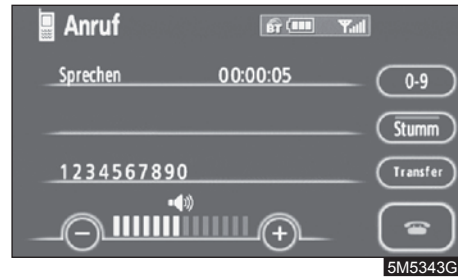 Anruf BT
Sprechen 00:00:05 0-9
Stumm
1234567890 Transfer
5M5343G